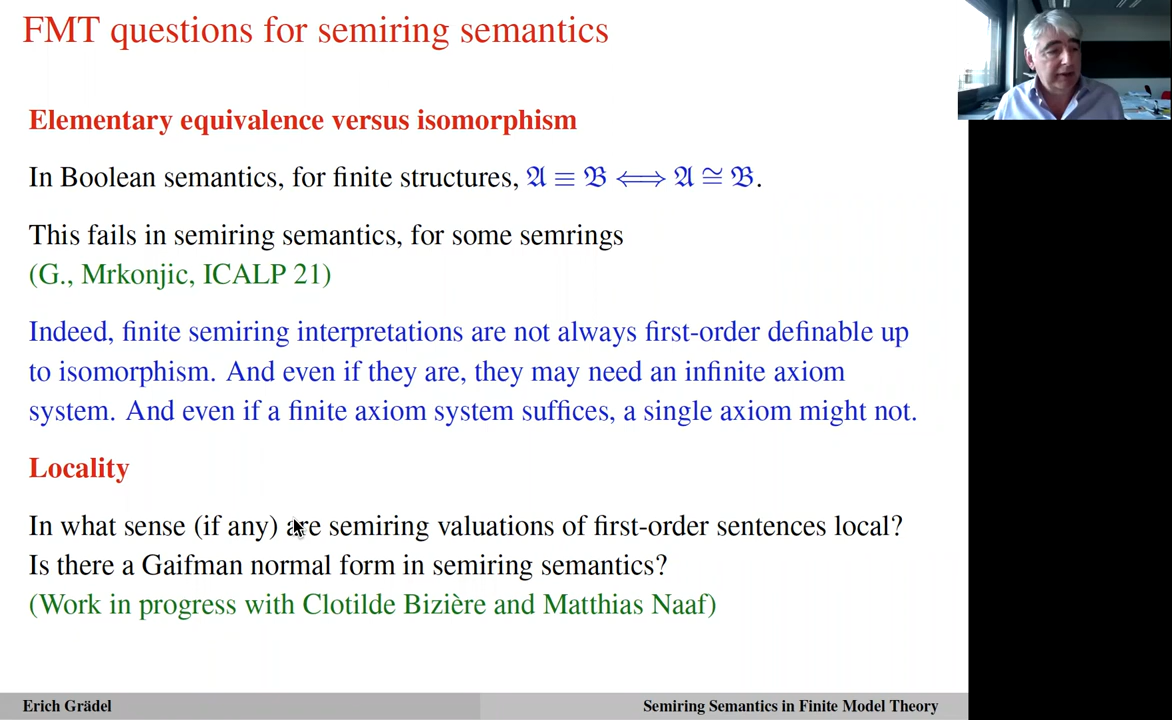 FMT questions for semiring semantics
Elementary equivalence versus isomorphism
In Boolean semantics, for finite structures, 𝔄 ≡ 𝔅 ⟺ 𝔄 ≅ 𝔅.
This fails in semiring semantics, for some semrings
(G., Mrkonjic, ICALP 21)
Indeed, finite semiring interpretations are not always first-order definable up
to isomorphism. And even if they are, they may need an infinite axiom
system. And even if a finite axiom system suffices, a single axiom might not.
Locality
In what sense (if any) are semiring valuations of first-order sentences local?
Is there a Gaifman normal form in semiring semantics?
(Work in progress with Clotilde Bizière and Matthias Naaf)
Erich Grädel
Semiring Semantics in Finite Model Theory